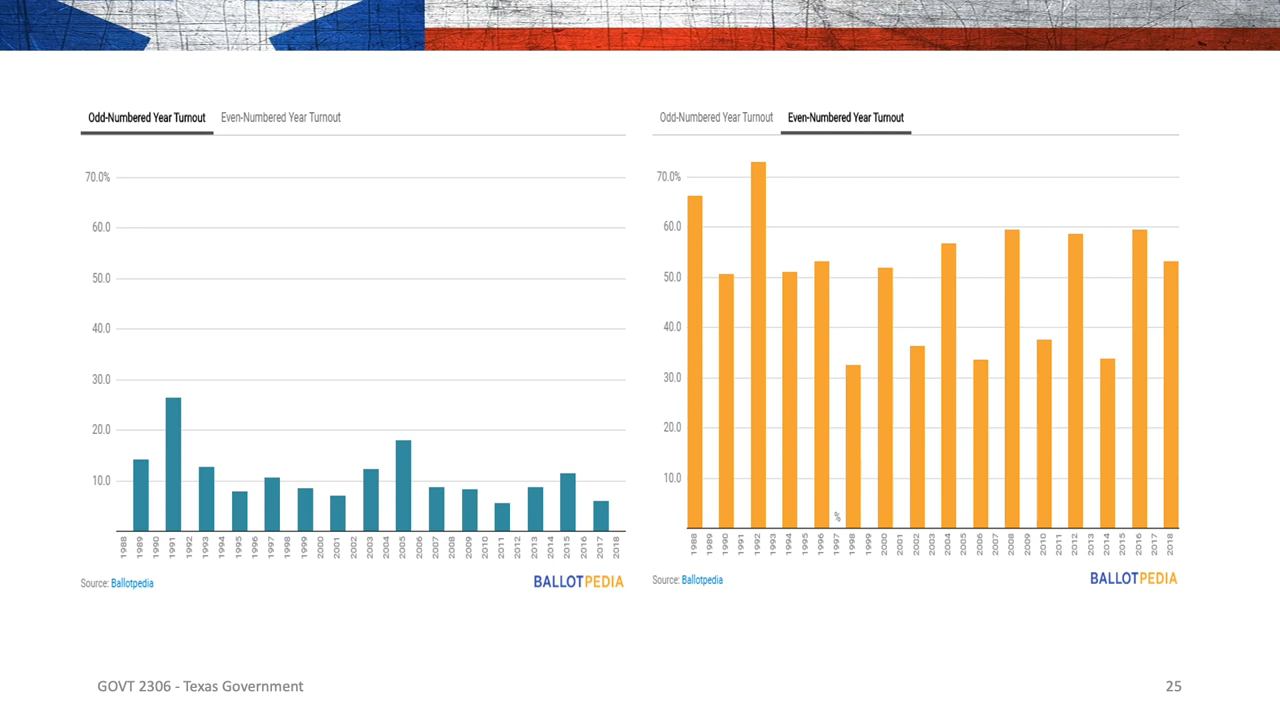 Odd-Numbered Year Turnout Even-Numbered Year Turnout
70.0%
60.0
50.0
40.0
30.0
20.0
10.0
1988 1989 1990 1991 1992 1993 1994 1995 1996 1997 1998 1999 2000 2001 2002 2003 2004 2005 2006 2007 2008 2009 2010 2011 2012 2013 2014 2015 2016 2017 2018
Source: Ballotpedia BALLOTPEDIA
Odd-Numbered Year Turnout Even-Numbered Year Turnout
70.0%
60.0
50.0
40.0
30.0
20.0
10.0
1988 1989 1990 1991 1992 1994 1995 1996 1997 1998 1999 2000 2001 2002 2003 2004 2005 2006 2007 2008 2009 2010 2011 2012 2013 2014 2015 2016 2017 2018
Source: Ballotpedia BALLOTPEDIA
GOVT 2306 - Texas Government 25